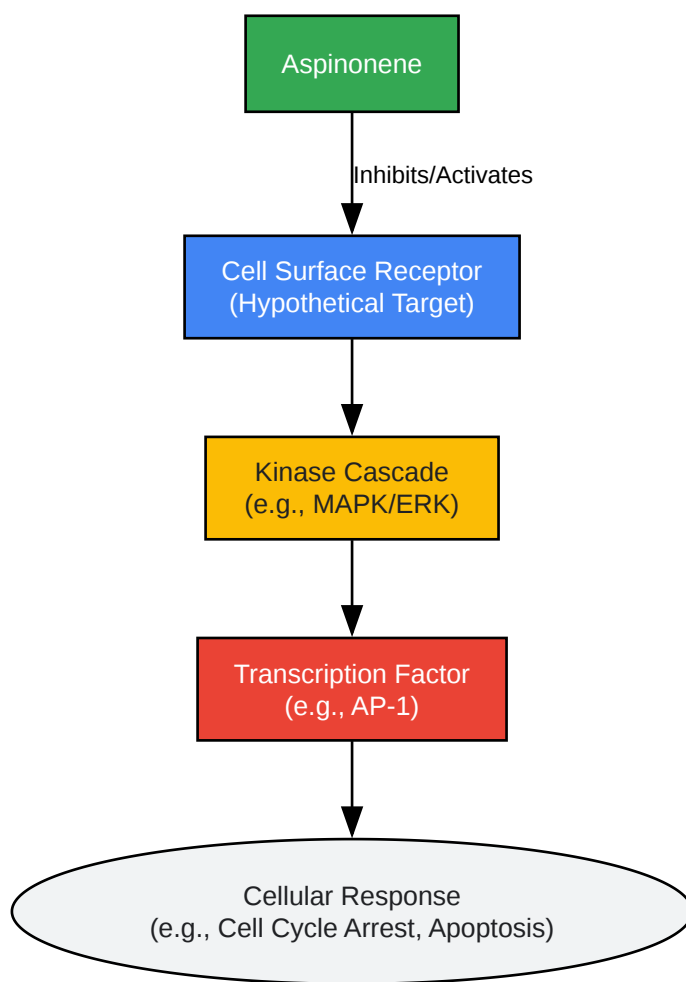 Aspinonene
Inhibits/Activates
Cell Surface Receptor
(Hypothetical Target)
Kinase Cascade
(e.g., MAPK/ERK)
Transcription Factor
(e.g., AP-1)
Cellular Response
(e.g., Cell Cycle Arrest, Apoptosis)